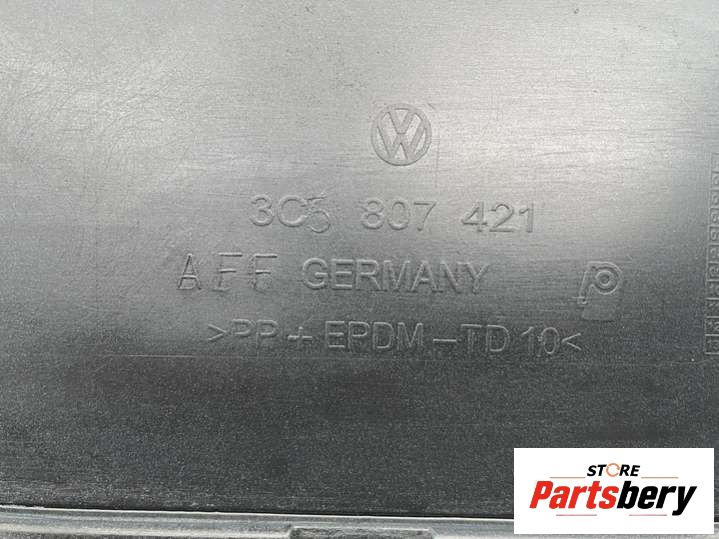 3C5 807 421
AFF GERMANY
>PP+EPDM-TD10<
STORE
Partsbery